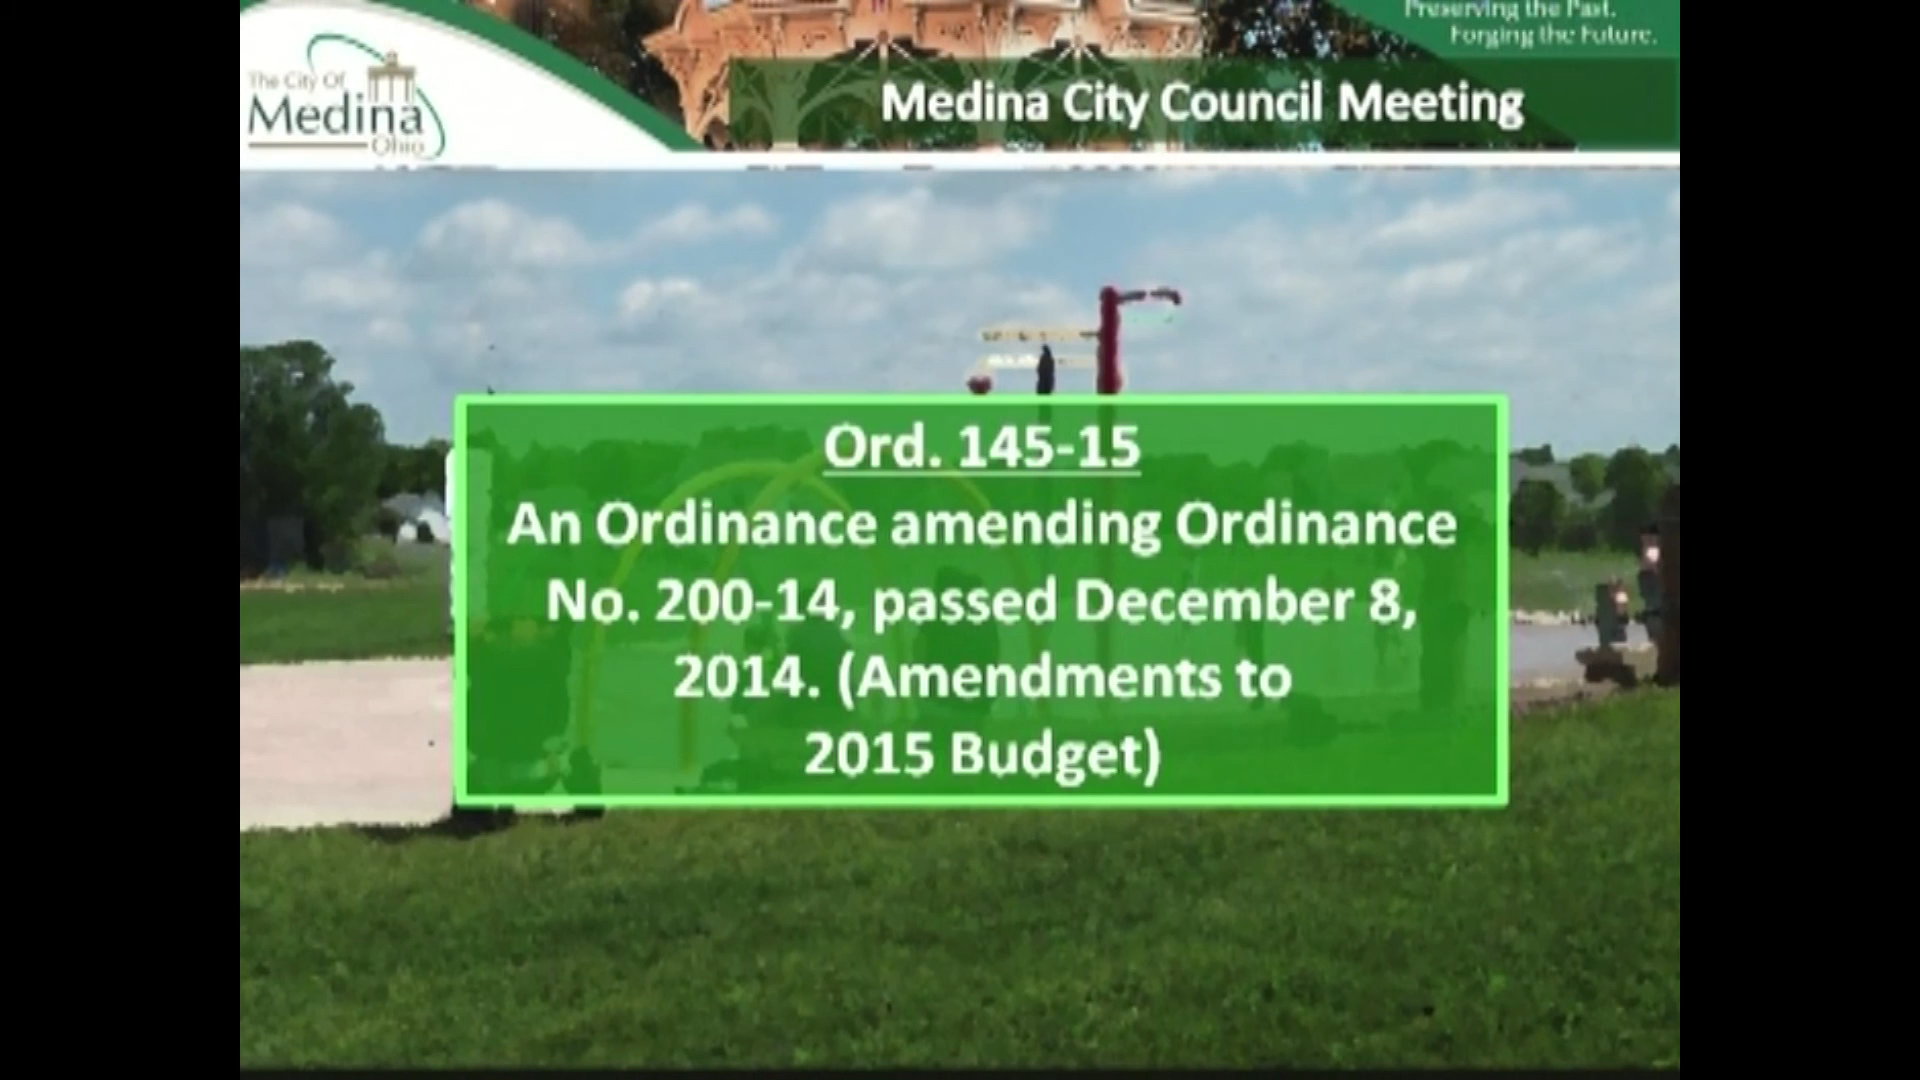 Preserving the Past.
Forging the Future.
The City Of
Medina
Ohio
Medina City Council Meeting
Ord. 145-15
An Ordinance amending Ordinance
No. 200-14, passed December 8,
2014. (Amendments to
2015 Budget)